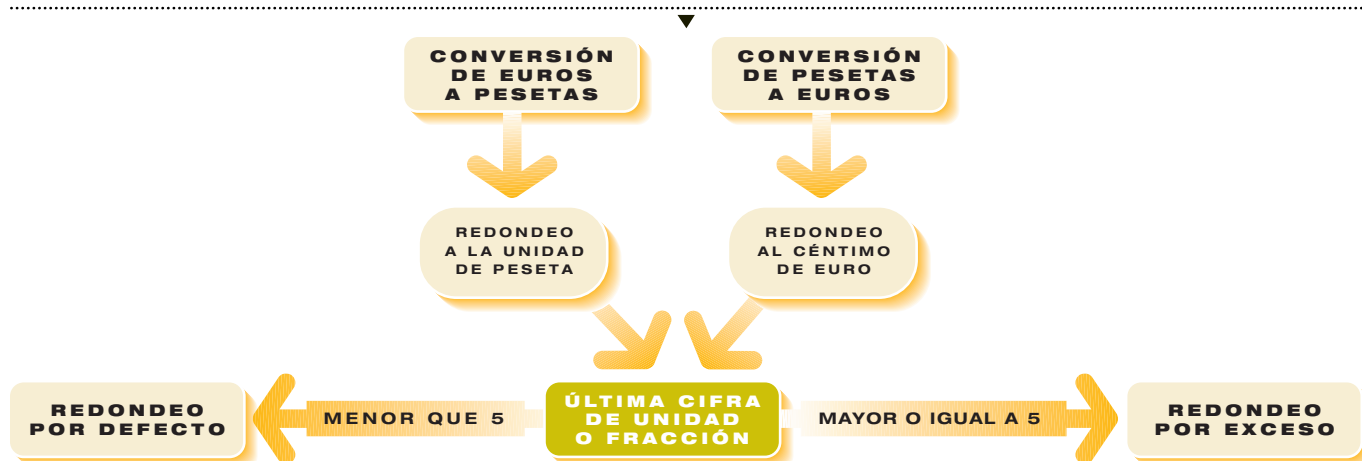 CONVERSIÓN
DE EUROS
A PESETAS
CONVERSIÓN
DE PESETAS
A EUROS
REDONDEO
A LA UNIDAD
DE PESETA
REDONDEO
AL CÉNTIMO
DE EURO
REDONDEO
POR DEFECTO
MENOR QUE 5
ÚLTIMA CIFRA
DE UNIDAD
O FRACCIÓN
MAYOR O IGUAL A 5
REDONDEO
POR EXCESO